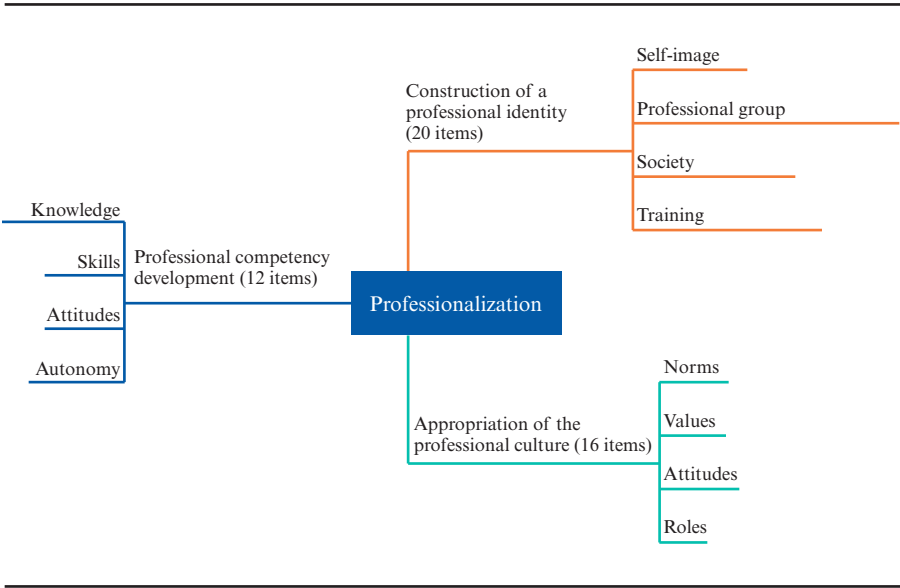 Self-image
Construction of a
professional identity
(20 items)
Professional group
Society
Training
Knowledge
Skills
Attitudes
Autonomy
Professional competency
development (12 items)
Professionalization
Appropriation of the
professional culture (16 items)
Norms
Values
Attitudes
Roles